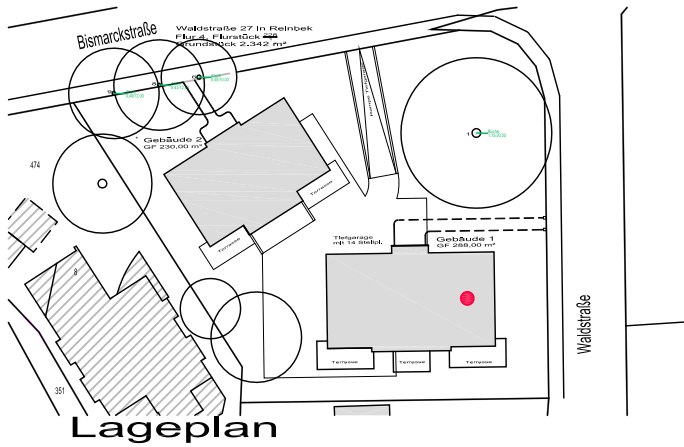 Bismarckstraße
Waldstraße 27 in Reinbek
Flur 4, Flurstück
Grundstück 2.342 m²
Gebäude 2
GF 230,00 m²
474
Terrasse
Terrasse
Tiefgarage
mit 14 Stellpl.
Gebäude 1
GF 288,00 m²
8
1
Waldstraße
Terrasse
Terrasse
Terrasse
351
Lageplan